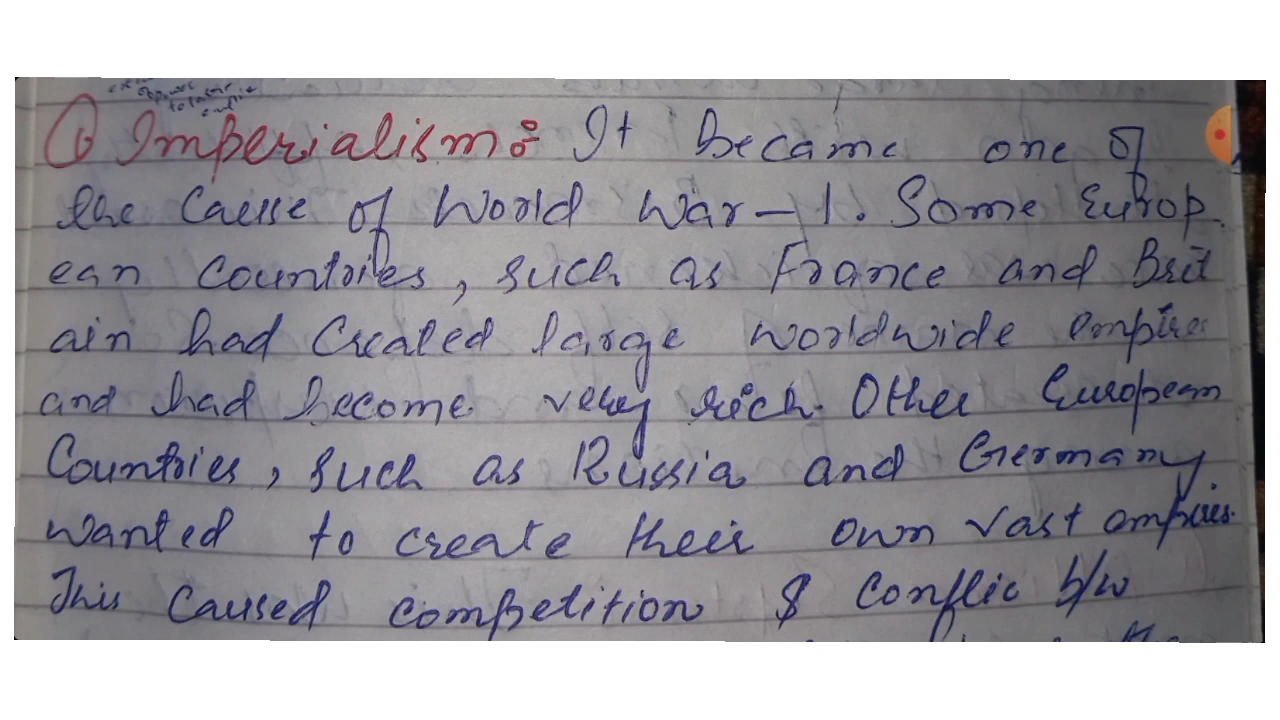 ① Imperialism: It became one of
the Cause of World War-1. Some Europ
ean countries, such as France and Brit
ain had Created large worldwide empires
and had become very rich. Other European
Countries, such as Russia and Germany
wanted to create their own vast empires.
This caused competition & Conflic b/w